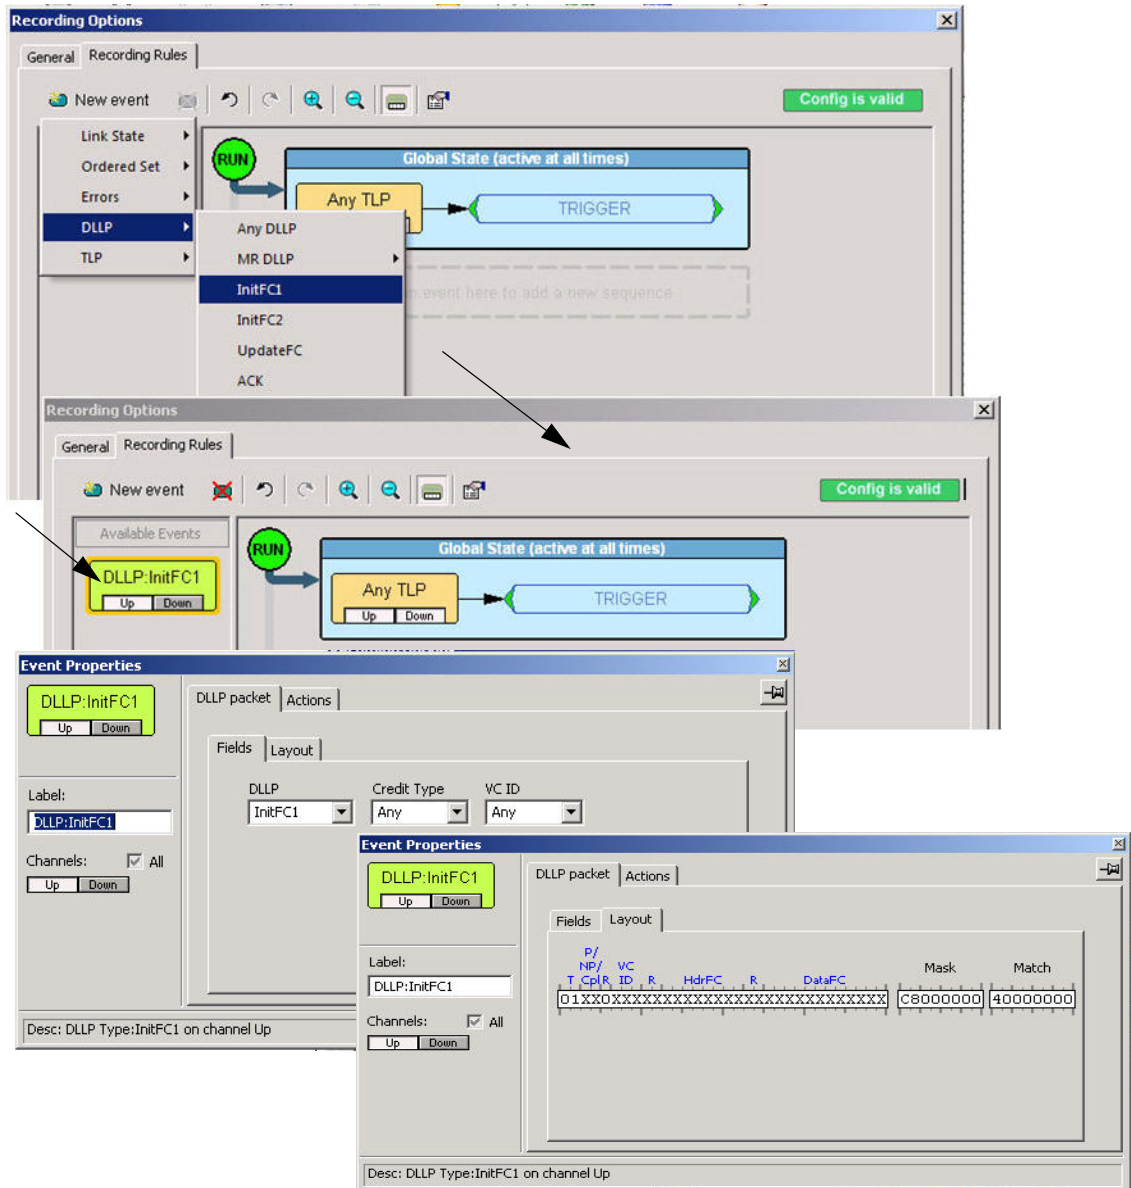 Recording Options
General Recording Rules
New event
Config is valid
Link State
Ordered Set
Errors
DLLP
TLP
RUN
Global State (active at all times)
Any TLP
TRIGGER
Any DLLP
MR DLLP
InitFC1
InitFC2
UpdateFC
ACK
event here to add a new sequence
Recording Options
General Recording Rules
New event
Config is valid
Available Events
DLLP:InitFC1
Up Down
RUN
Global State (active at all times)
Any TLP
Up Down
TRIGGER
Event Properties
DLLP:InitFC1
Up Down
DLLP packet Actions
Fields Layout
DLLP Credit Type VC ID
InitFC1 Any Any
Label:
DLLP:InitFC1
Channels: All
Up Down
Desc: DLLP Type:InitFC1 on channel Up
Event Properties
DLLP:InitFC1
Up Down
DLLP packet Actions
Fields Layout
P/
NP/ VC
T Cpl R ID R HdrFC R DataFC Mask Match
01XX0XXXXXXXXXXXXXXXXXXXXXXXXXXX C8000000 40000000
Label:
DLLP:InitFC1
Channels: All
Up Down
Desc: DLLP Type:InitFC1 on channel Up